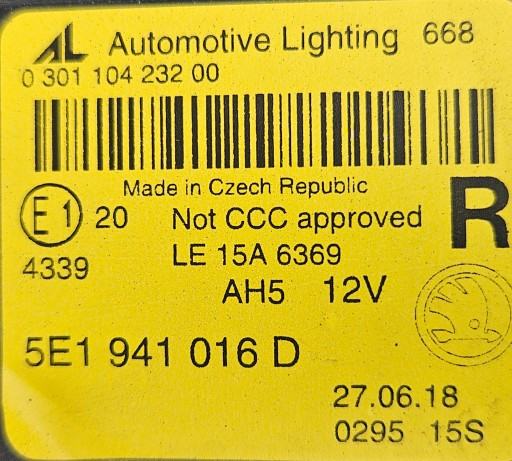 AL Automotive Lighting 668
0 301 104 232 00
Made in Czech Republic
E1 20 Not CCC approved R
4339 LE 15A 6369
AH5 12V
5E1 941 016 D
27.06.18
0295 15S